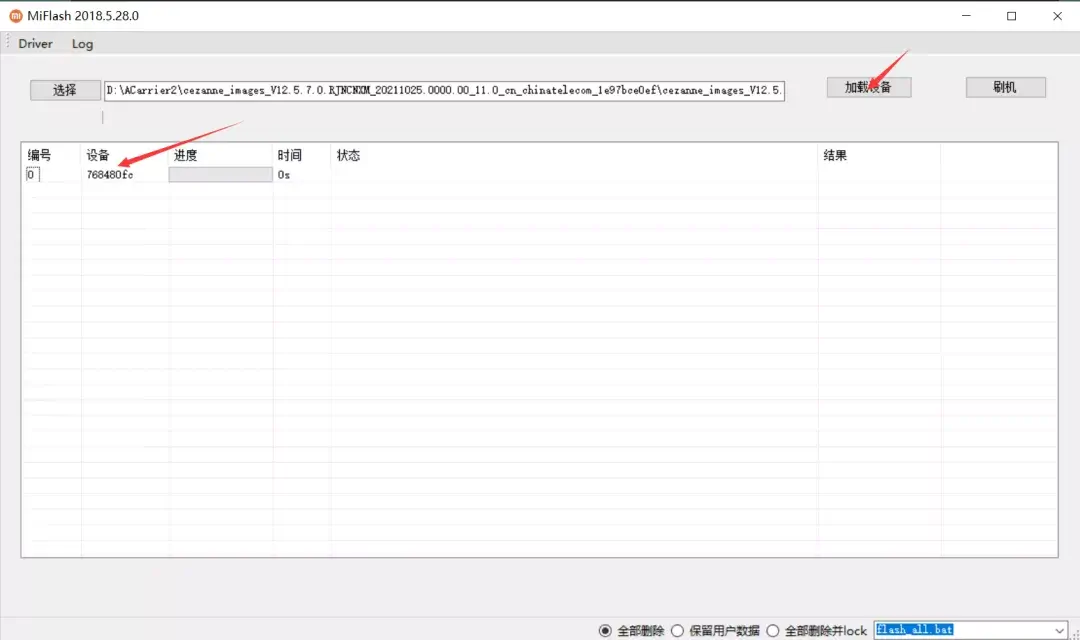 MiFlash 2018.5.28.0
Driver Log
选择 D:\ACarrier2\cezanne_images_V12.5.7.0.RJNCNXM_20211025.0000.00_11.0_cn_chinatelecom_1e97bce0ef\cezanne_images_V12.5. 加载设备 刷机
编号 设备 进度 时间 状态 结果
0 768480fc 0s
全部删除 保留用户数据 全部删除并lock flash_all.bat